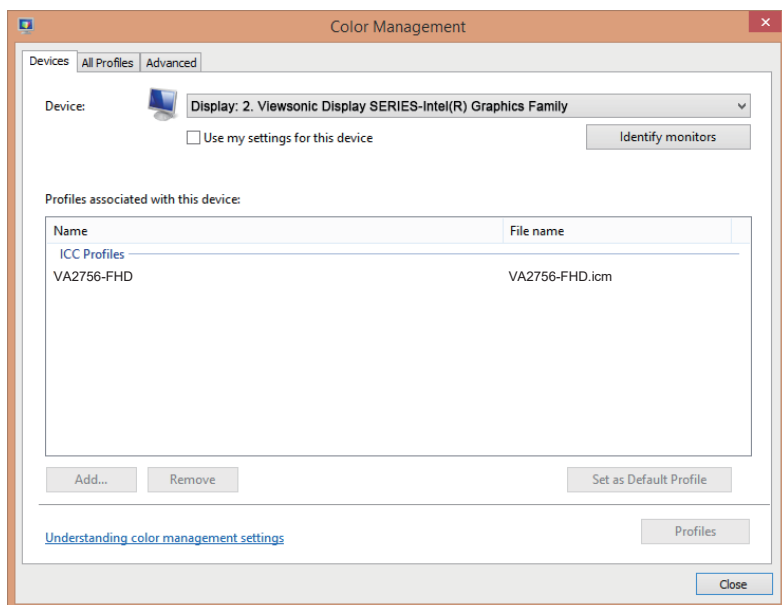 Color Management
Devices All Profiles Advanced
Device: Display: 2. Viewsonic Display SERIES-Intel(R) Graphics Family
Use my settings for this device Identify monitors
Profiles associated with this device:
Name File name
ICC Profiles
VA2756-FHD VA2756-FHD.icm
Add... Remove Set as Default Profile
Understanding color management settings Profiles
Close